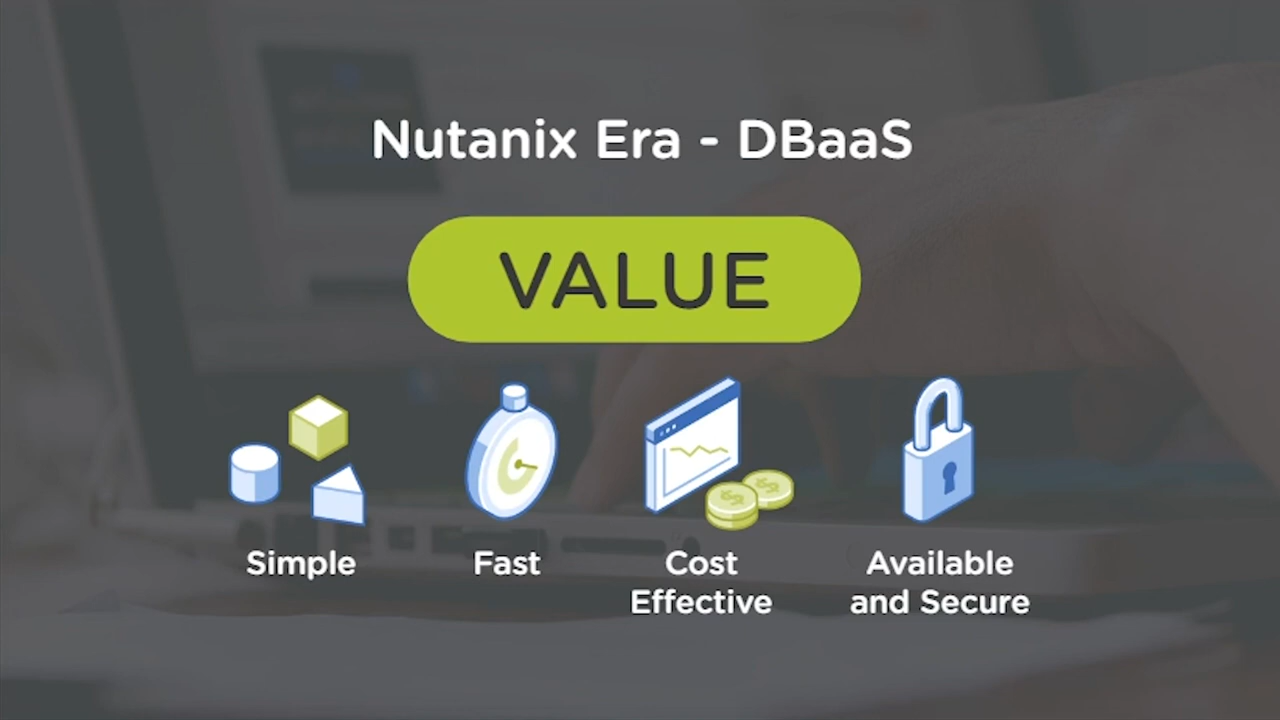 Nutanix Era - DBaaS
VALUE
Simple
Fast
Cost
Effective
Available
and Secure